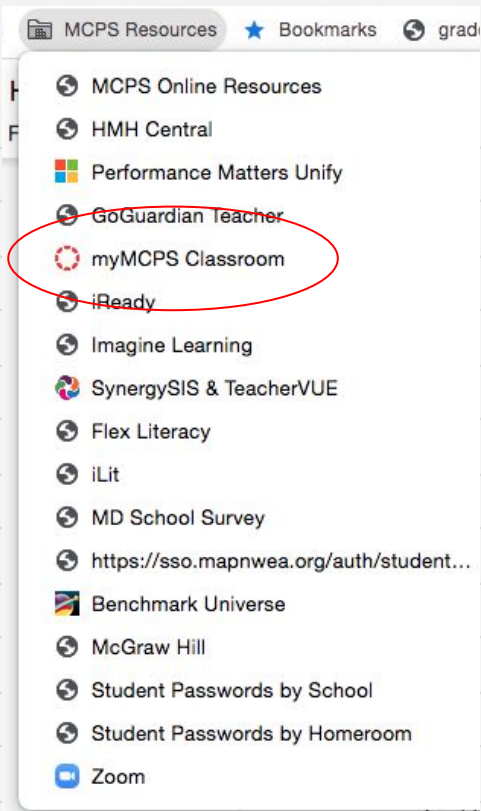 MCPS Resources Bookmarks grad
H
F
MCPS Online Resources
HMH Central
Performance Matters Unify
GoGuardian Teacher
myMCPS Classroom
iReady
Imagine Learning
SynergySIS & TeacherVUE
Flex Literacy
iLit
MD School Survey
https://sso.mapnwea.org/auth/student...
Benchmark Universe
McGraw Hill
Student Passwords by School
Student Passwords by Homeroom
Zoom